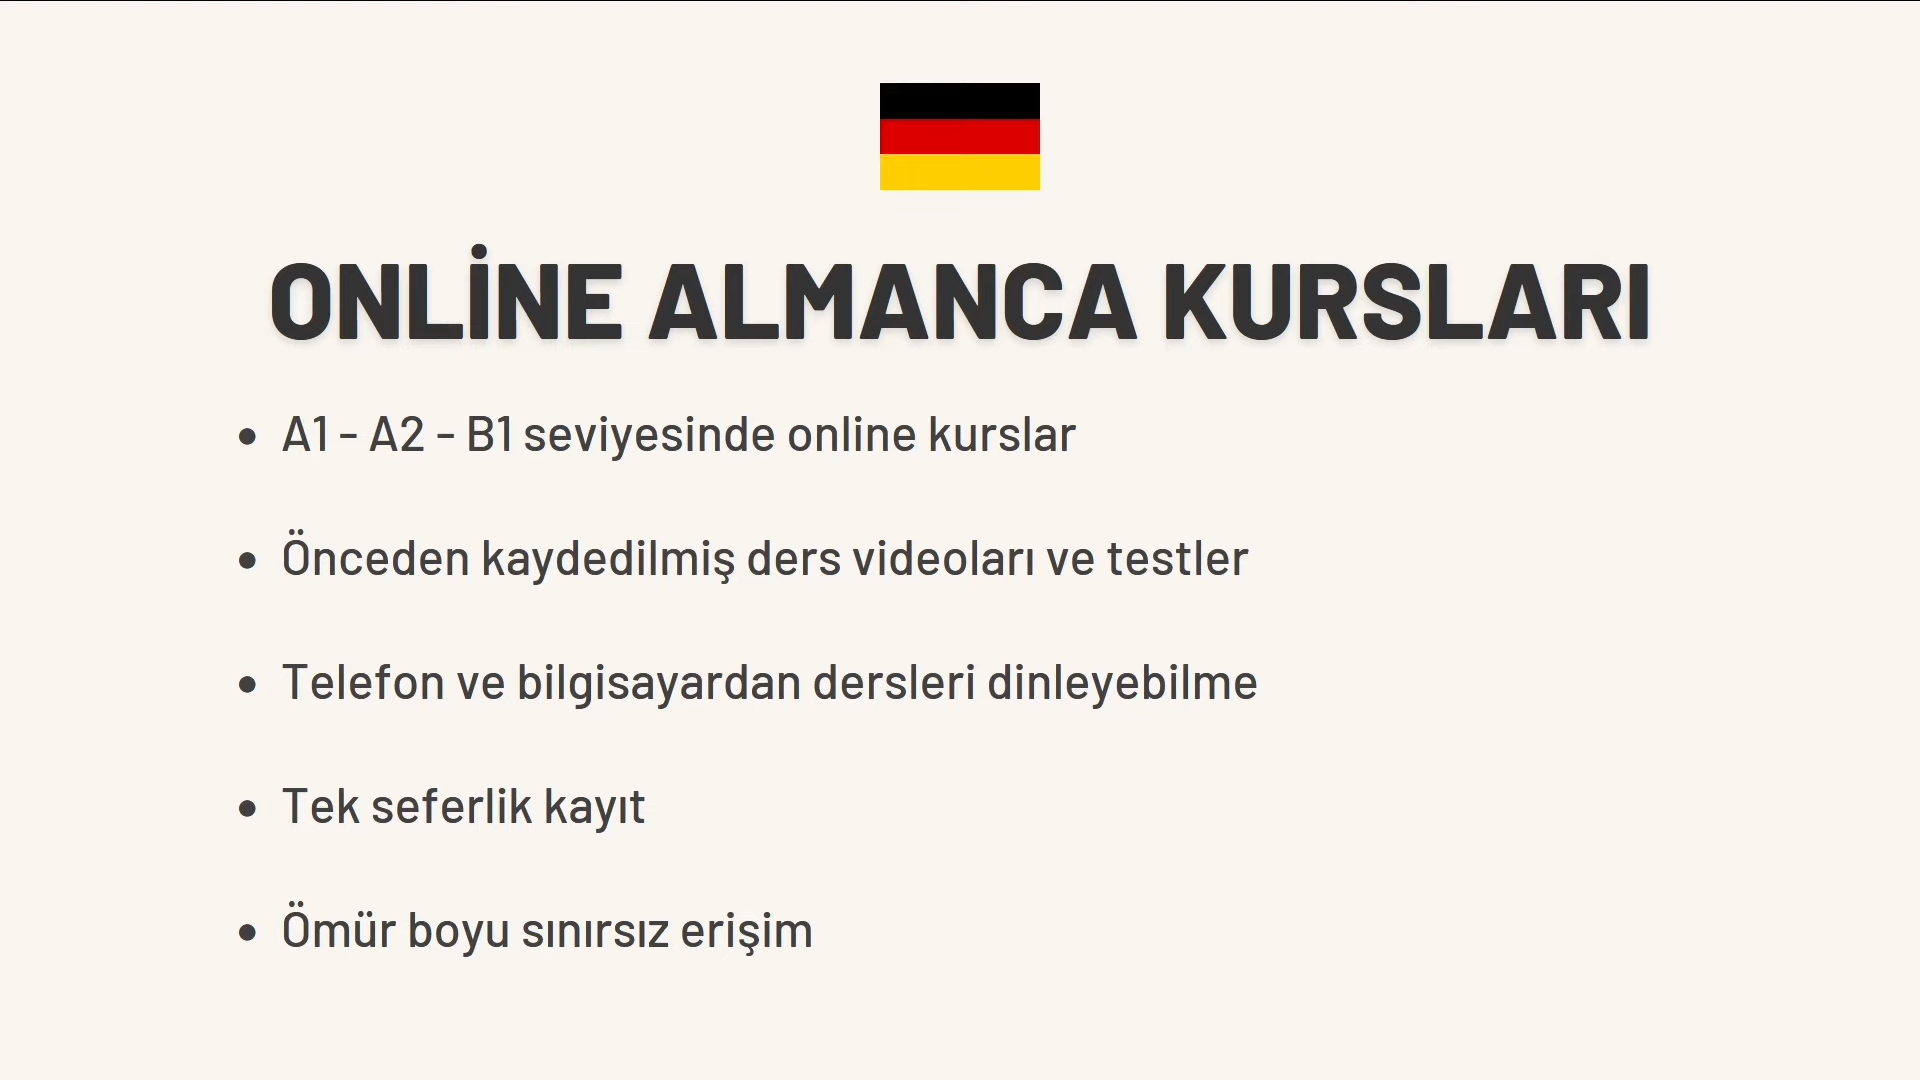 ONLİNE ALMANCA KURSLARI
• A1 - A2 - B1 seviyesinde online kurslar
• Önceden kaydedilmiş ders videoları ve testler
• Telefon ve bilgisayardan dersleri dinleyebilme
• Tek seferlik kayıt
• Ömür boyu sınırsız erişim